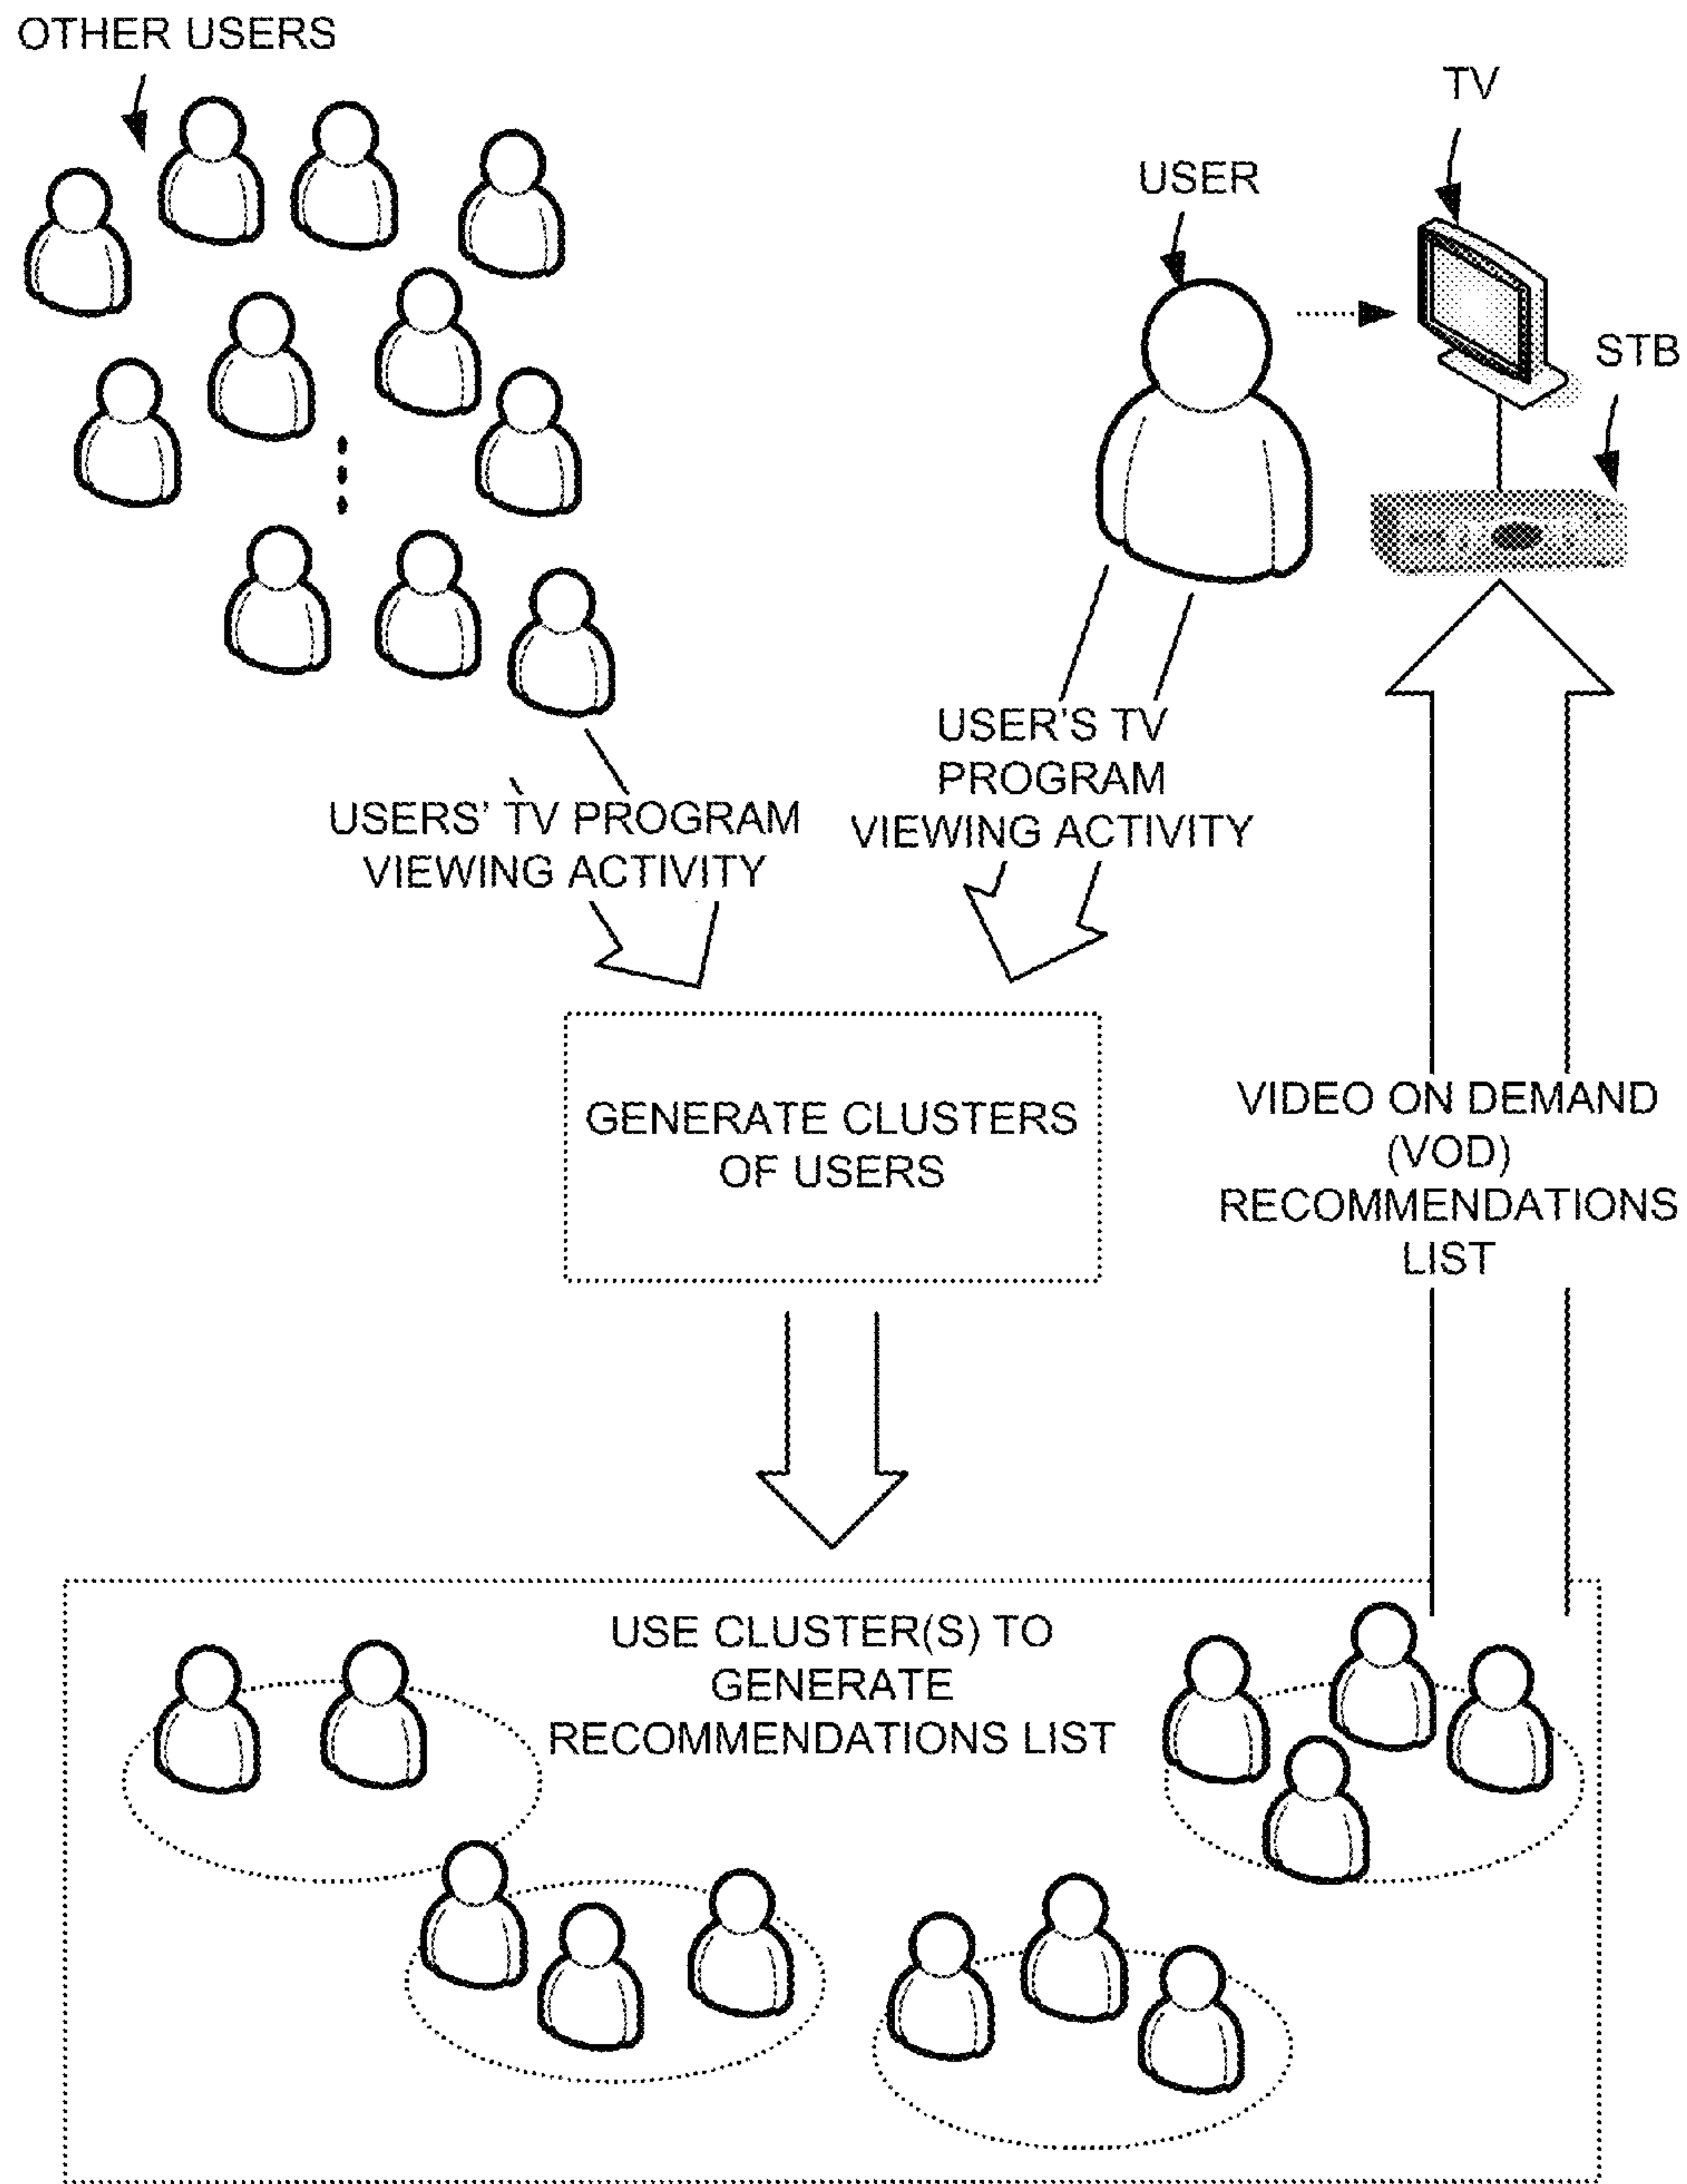 OTHER USERS
TV
USER
STB
USER'S TV
PROGRAM
VIEWING ACTIVITY
USERS' TV PROGRAM
VIEWING ACTIVITY
GENERATE CLUSTERS
OF USERS
VIDEO ON DEMAND
(VOD)
RECOMMENDATIONS
LIST
USE CLUSTER(S) TO
GENERATE
RECOMMENDATIONS LIST